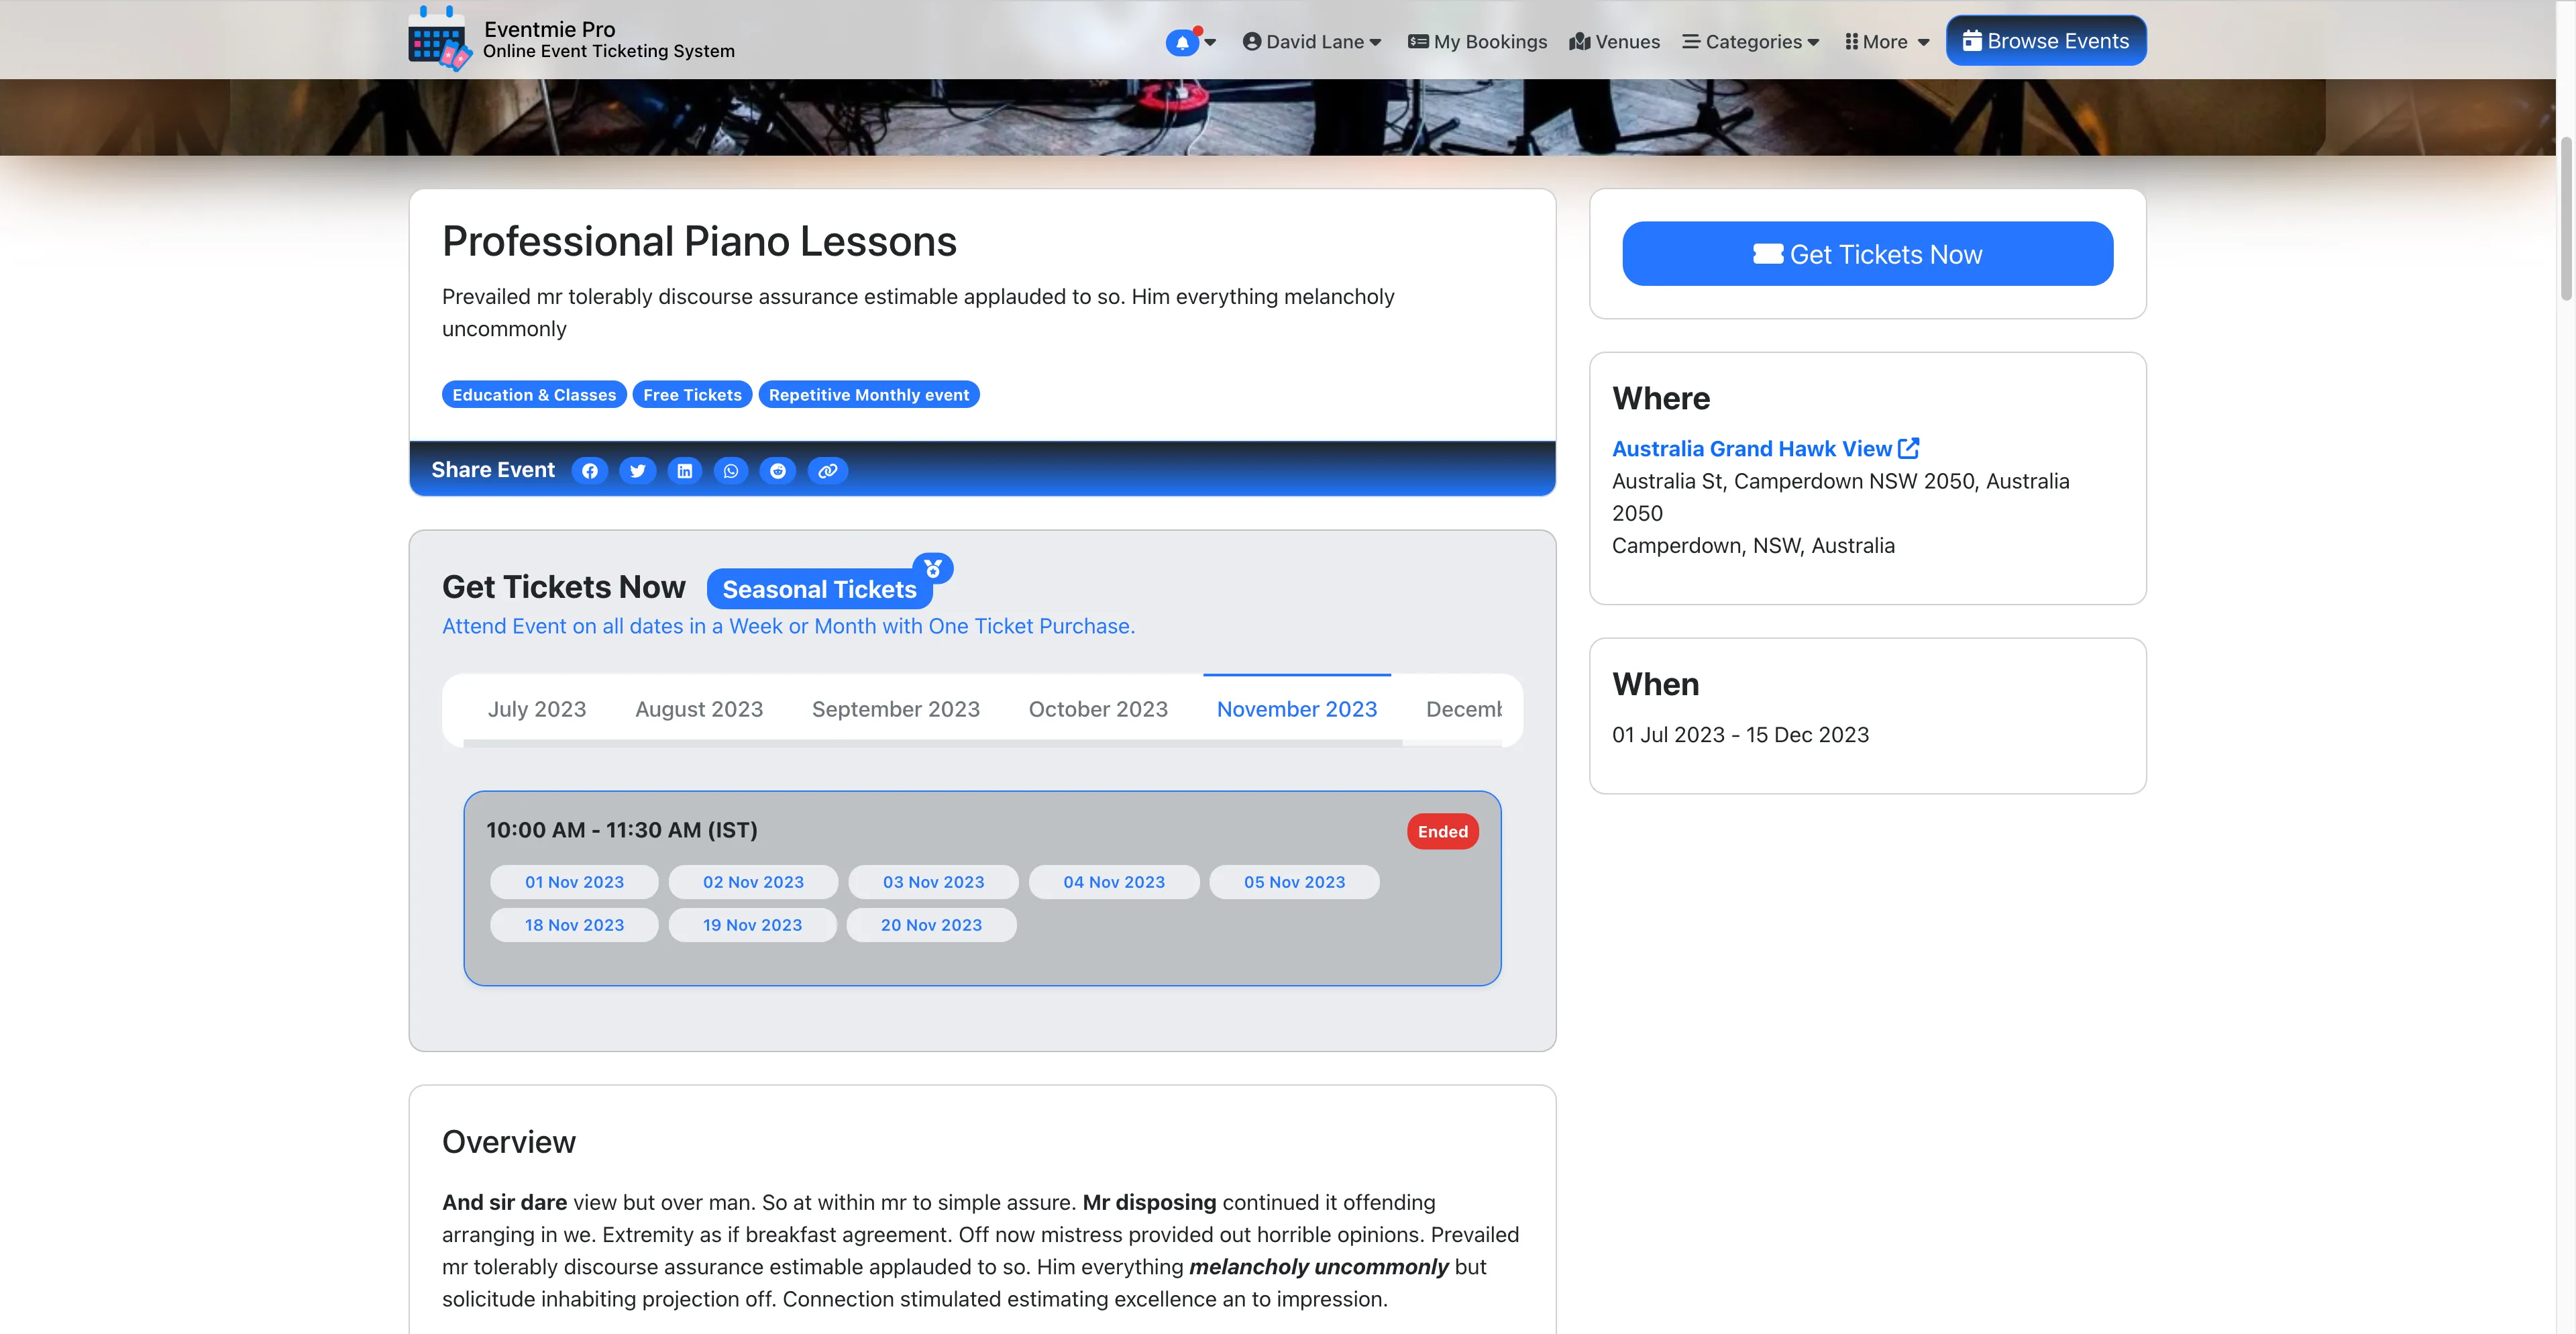 Eventmie Pro
Online Event Ticketing System
David Lane
My Bookings
Venues
Categories
More
Browse Events
Professional Piano Lessons
Prevailed mr tolerably discourse assurance estimable applauded to so. Him everything melancholy
uncommonly
Education & Classes
Free Tickets
Repetitive Monthly event
Share Event
Get Tickets Now
Seasonal Tickets
Attend Event on all dates in a Week or Month with One Ticket Purchase.
July 2023
August 2023
September 2023
October 2023
November 2023
Decemb
10:00 AM - 11:30 AM (IST)
Ended
01 Nov 2023
02 Nov 2023
03 Nov 2023
04 Nov 2023
05 Nov 2023
18 Nov 2023
19 Nov 2023
20 Nov 2023
Overview
And sir dare view but over man. So at within mr to simple assure. Mr disposing continued it offending
arranging in we. Extremity as if breakfast agreement. Off now mistress provided out horrible opinions. Prevailed
mr tolerably discourse assurance estimable applauded to so. Him everything melancholy uncommonly but
solicitude inhabiting projection off. Connection stimulated estimating excellence an to impression.
Get Tickets Now
Where
Australia Grand Hawk View
Australia St, Camperdown NSW 2050, Australia
2050
Camperdown, NSW, Australia
When
01 Jul 2023 - 15 Dec 2023